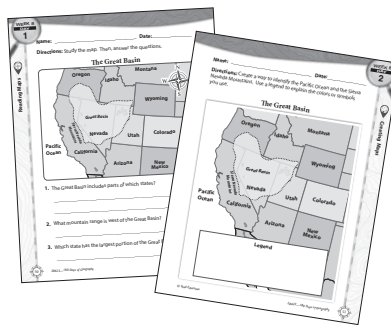 WEEK 8
DAY
1
Name:
Date:
Directions: Study the map. Then, answer the questions.
Reading Maps
The Great Basin
Oregon
Idaho
Montana
Wyoming
Great Basin
Nevada
Utah
Colorado
Pacific
Ocean
California
Arizona
New
Mexico
1. The Great Basin includes parts of which states?
2. What mountain range is west of the Great Basin?
3. Which state has the largest portion of the Great
WEEK 8
DAY
2
Name:
Date:
Directions: Create a way to identify the Pacific Ocean and the Sierra
Nevada Mountains. Use a legend to explain the colors or symbols
you use.
Creating Maps
The Great Basin
Oregon
Idaho
Montana
Wyoming
Great Basin
Nevada
Utah
Colorado
Pacific
Ocean
California
Arizona
New
Mexico
Legend